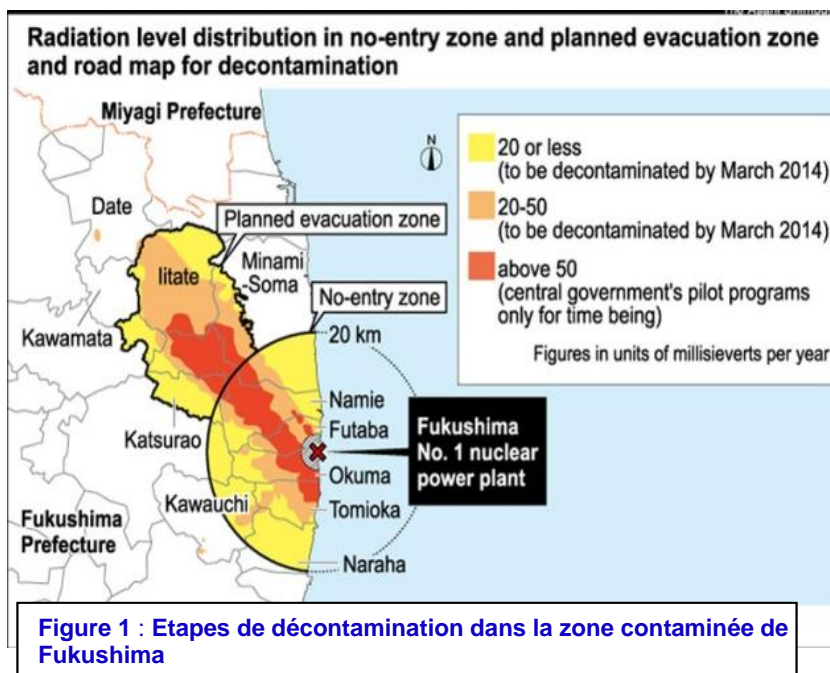 Radiation level distribution in no-entry zone and planned evacuation zone
and road map for decontamination
Miyagi Prefecture
N
20 or less
(to be decontaminated by March 2014)
20-50
(to be decontaminated by March 2014)
above 50
(central government's pilot programs
only for time being)
Figures in units of millisieverts per year
Date
Planned evacuation zone
Iitate
Minami
-Soma
No-entry zone
Kawamata
20 km
Namie
Futaba
Katsurao
Fukushima
No. 1 nuclear
power plant
Okuma
Kawauchi
Tomioka
Fukushima
Prefecture
Naraha
Figure 1 : Etapes de décontamination dans la zone contaminée de
Fukushima